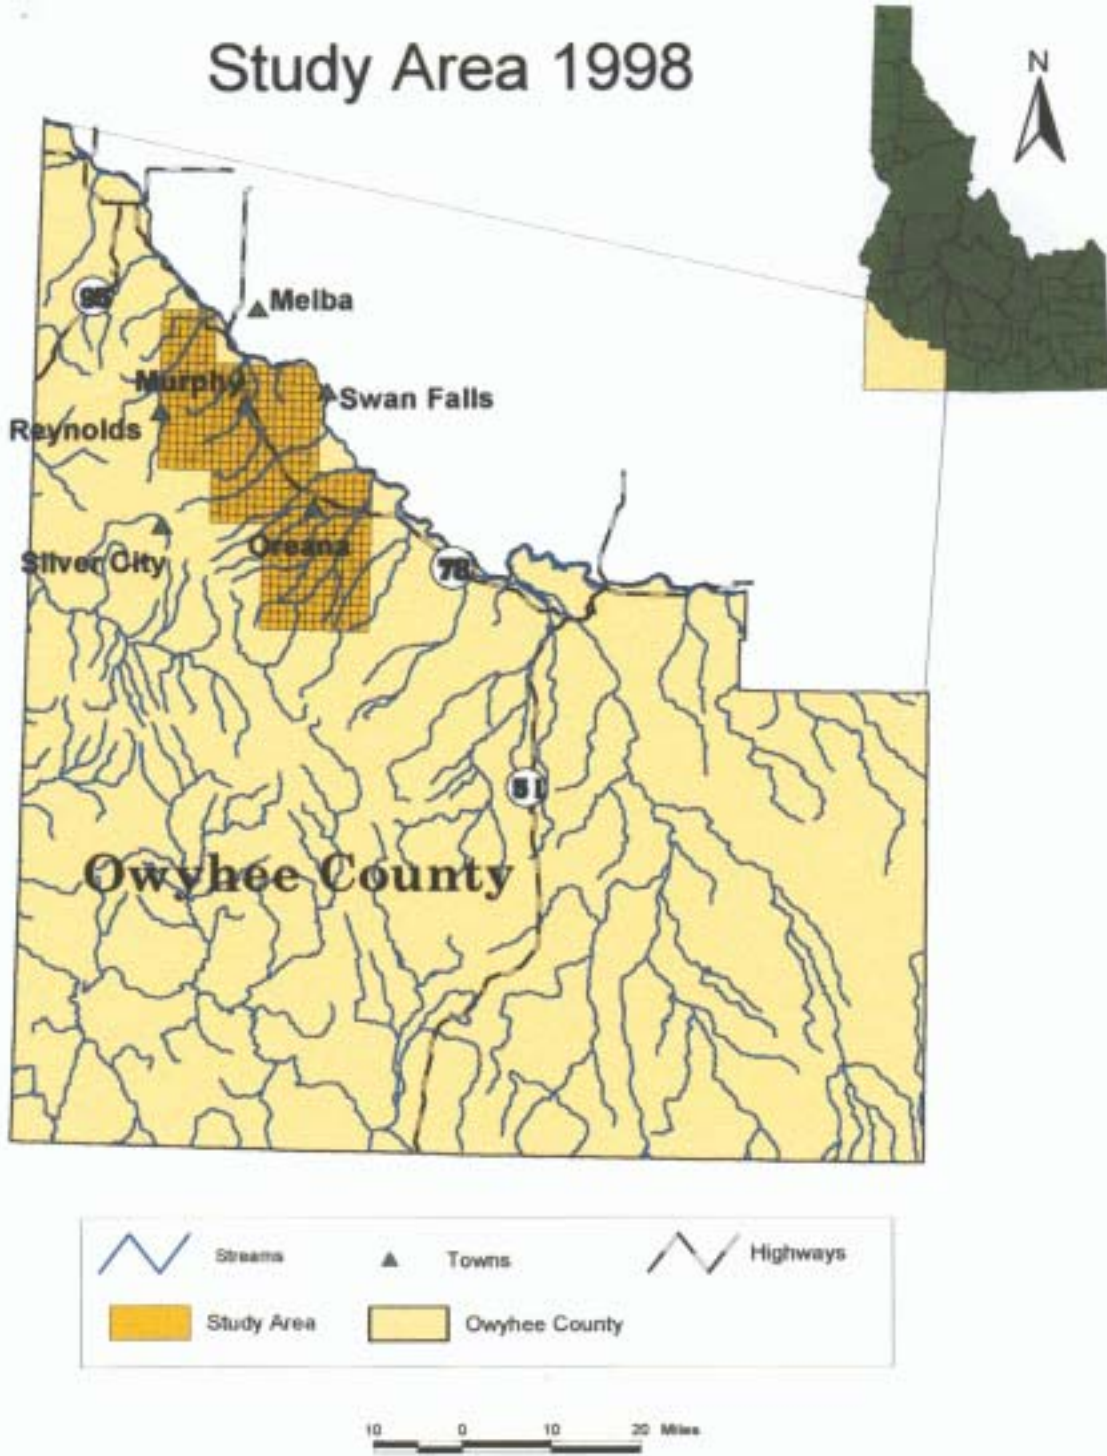 Study Area 1998
N
95
Melba
Murphy
Swan Falls
Reynolds
Oreana
Silver City
78
51
Owyhee County
Streams
Towns
Highways
Study Area
Owyhee County
10 0 10 20 Miles